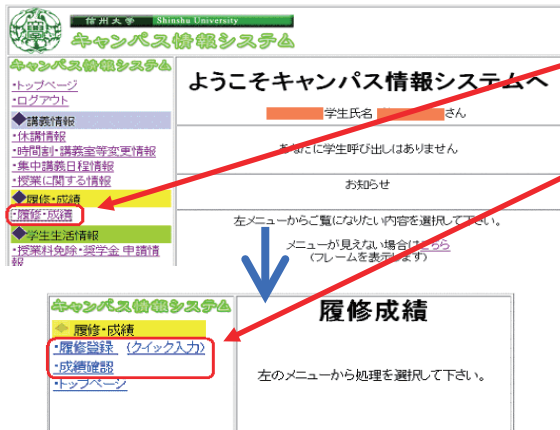 信州大学 Shinshu University
キャンパス情報システム
キャンパス情報システム
・トップページ
・ログアウト
◆講義情報
・休講情報
・時間割・講義室等変更情報
・集中講義日程情報
・授業に関する情報
◆履修・成績
・履修・成績
◆学生生活情報
・授業料免除・奨学金 申請情報
ようこそキャンパス情報システムへ
学生氏名 さん
あなたに学生呼び出しはありません
お知らせ
左メニューからご覧になりたい内容を選択して下さい。
メニューが見えない場合はこちら
(フレームを表示します)
キャンパス情報システム
◆ 履修・成績
・履修登録 (クイック入力)
・成績確認
・トップページ
履修成績
左のメニューから処理を選択して下さい。